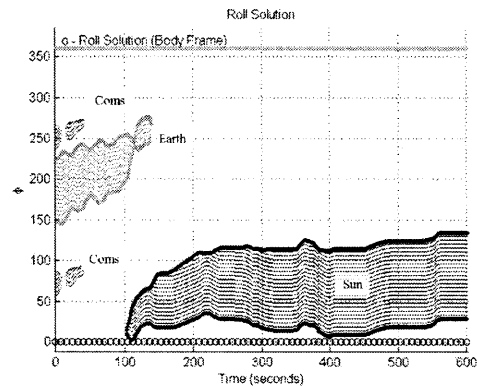 Roll Solution
o - Roll Solution (Body Frame)
350
300
Coms
250
Earth
200
Φ
150
100
Coms
50
Sun
0
0 100 200 300 400 500 600
Time (seconds)